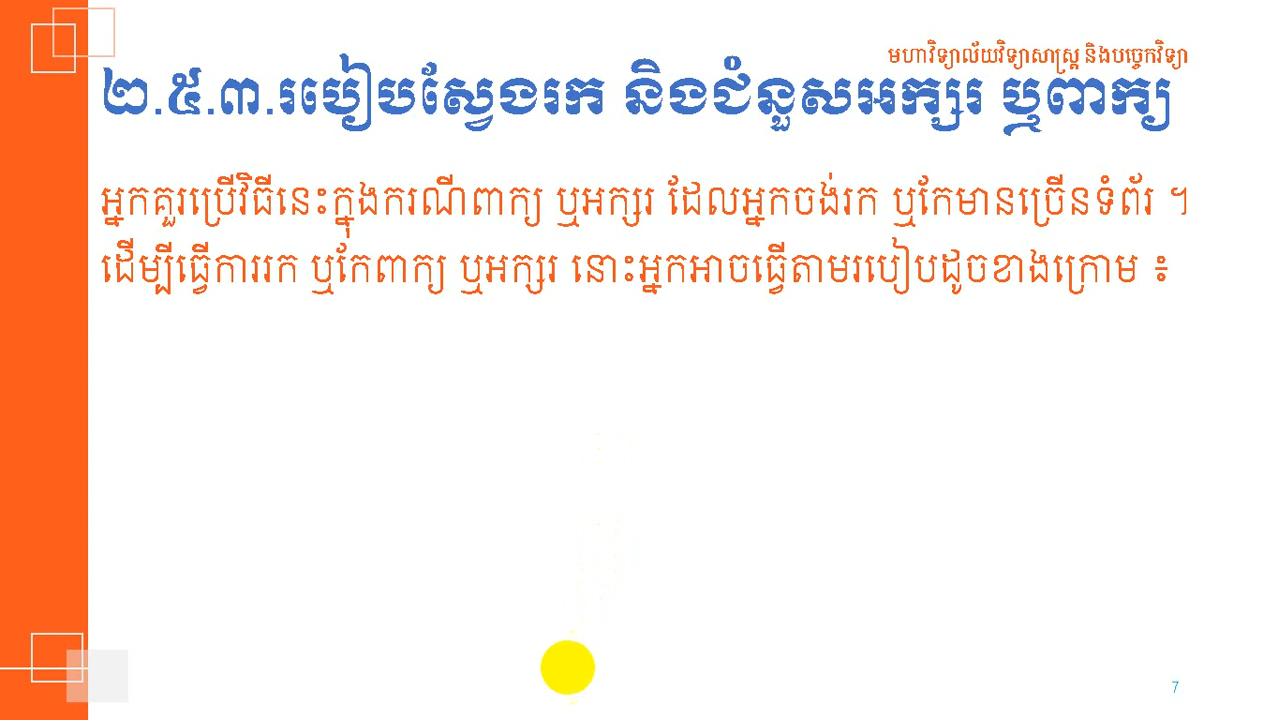 មហាវិទ្យាល័យវិទ្យាសាស្ត្រ និងបច្ចេកវិទ្យា
២.៥.៣.របៀបស្វែងរក និងជំនួសអក្សរ ឬពាក្យ
អ្នកគួរប្រើវិធីនេះក្នុងករណីពាក្យ ឬអក្សរ ដែលអ្នកចង់រក ឬកែមានច្រើនទំព័រ ។
ដើម្បីធ្វើការរក ឬកែពាក្យ ឬអក្សរ នោះអ្នកអាចធ្វើតាមរបៀបដូចខាងក្រោម ៖
7